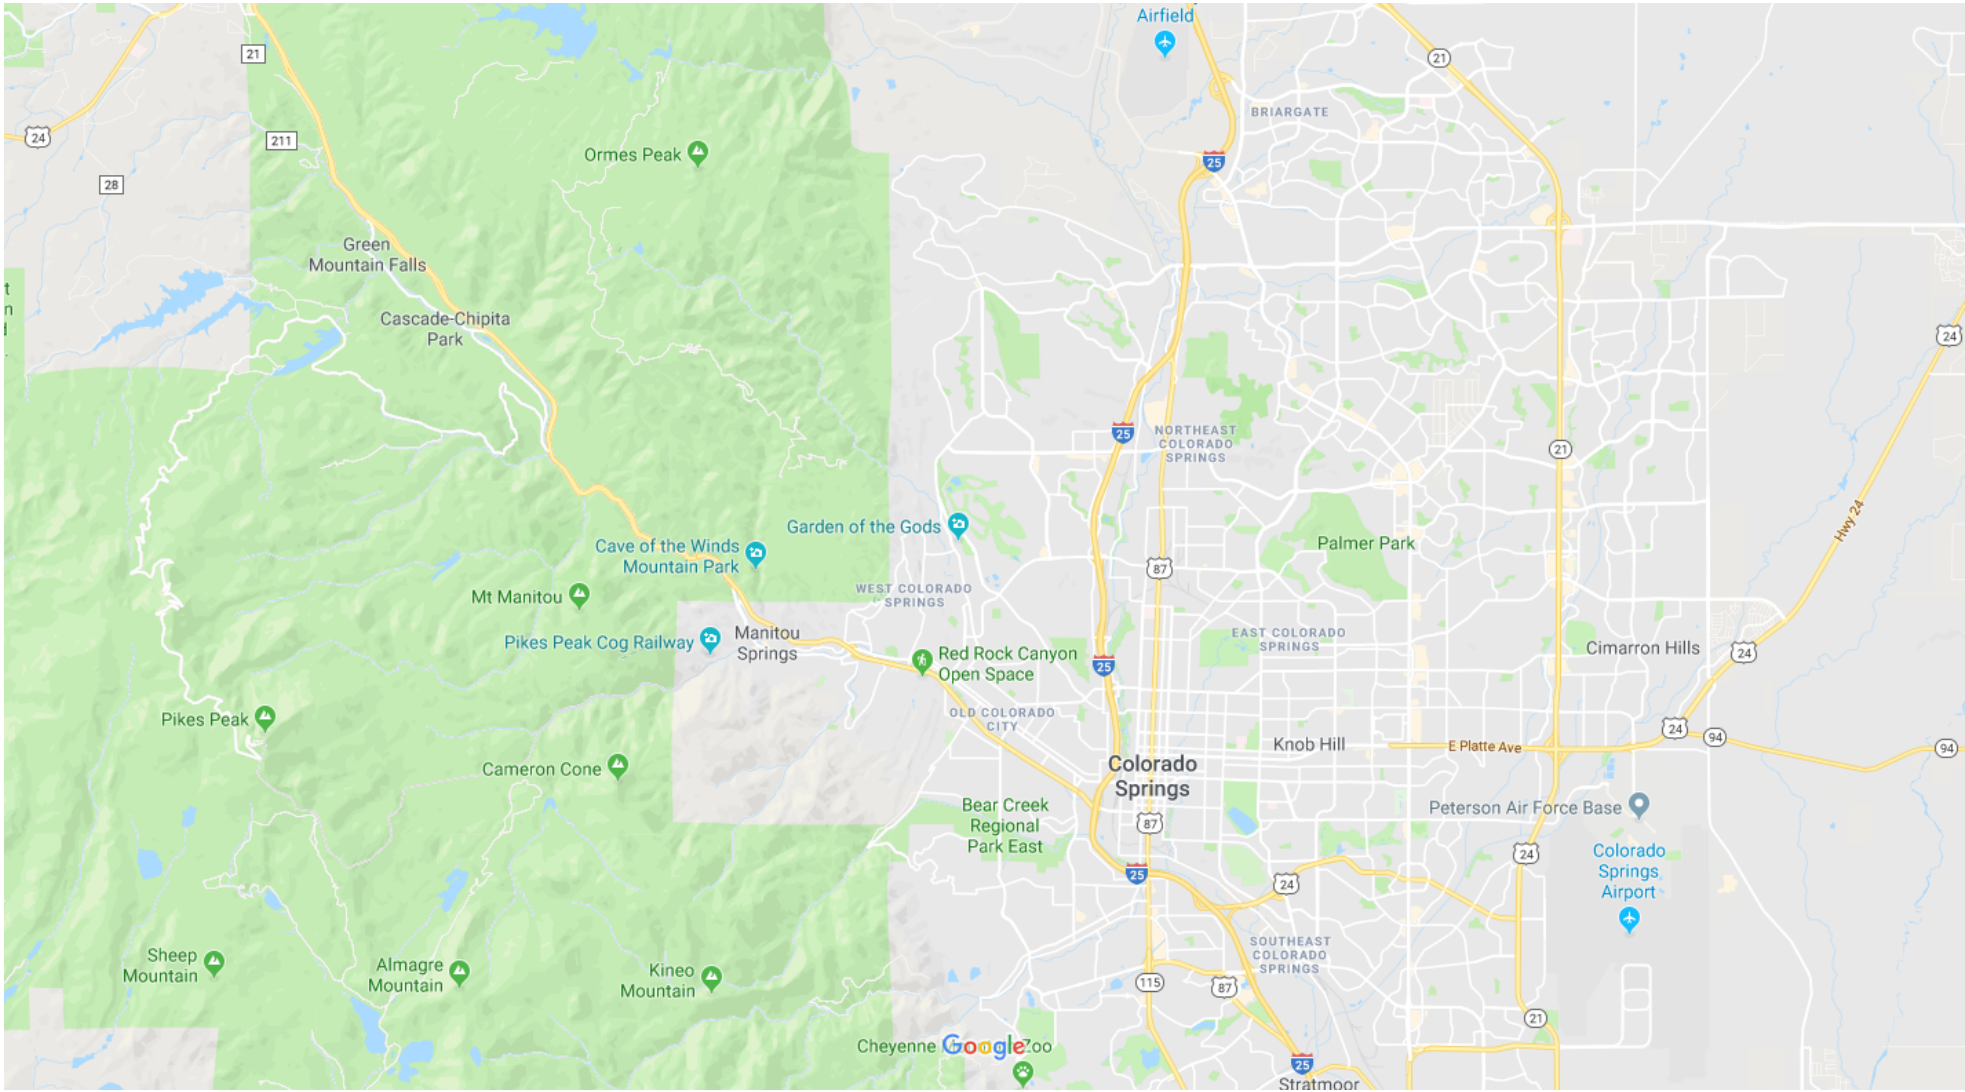 Airfield
21
21
24
BRIARGATE
211
Ormes Peak
25
28
Green
Mountain Falls
Cascade-Chipita
Park
t
n
24
25
NORTHEAST
COLORADO
SPRINGS
21
Hwy 24
Garden of the Gods
Cave of the Winds
Mountain Park
Palmer Park
87
Mt Manitou
WEST COLORADO
SPRINGS
Pikes Peak Cog Railway
Manitou
Springs
EAST COLORADO
SPRINGS
Cimarron Hills
24
Red Rock Canyon
Open Space
25
Pikes Peak
OLD COLORADO
CITY
24
94
94
Knob Hill
E Platte Ave
Cameron Cone
Colorado
Springs
Bear Creek
Regional
Park East
87
Peterson Air Force Base
24
Colorado
Springs
Airport
25
24
Sheep
Mountain
Almagre
Mountain
Kineo
Mountain
SOUTHEAST
COLORADO
SPRINGS
115
87
21
Cheyenne
Google
Zoo
25
Stratmoor